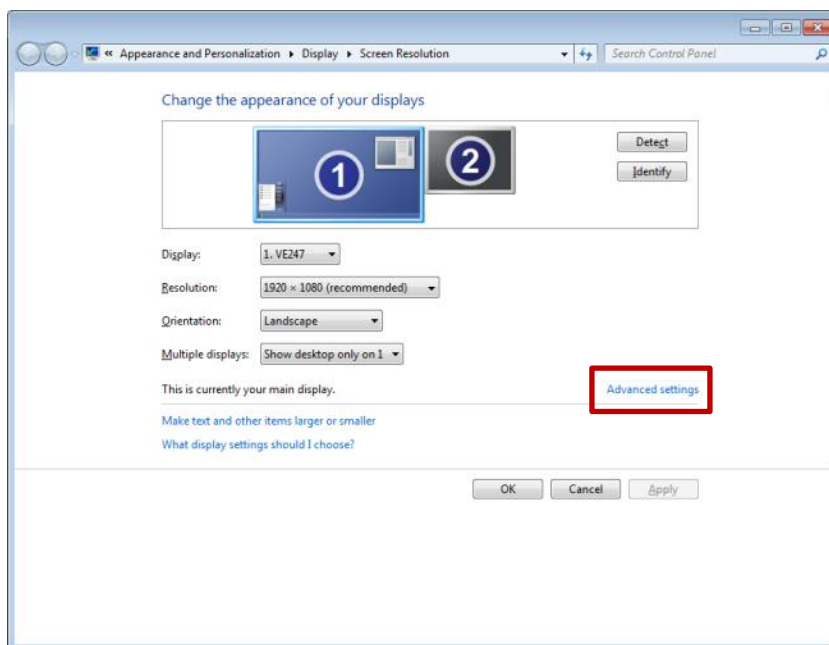 « Appearance and Personalization ▸ Display ▸ Screen Resolution
Search Control Panel
Change the appearance of your displays
1
2
Detect
Identify
Display:
1. VE247
Resolution:
1920 × 1080 (recommended)
Orientation:
Landscape
Multiple displays:
Show desktop only on 1
This is currently your main display.
Advanced settings
Make text and other items larger or smaller
What display settings should I choose?
OK
Cancel
Apply